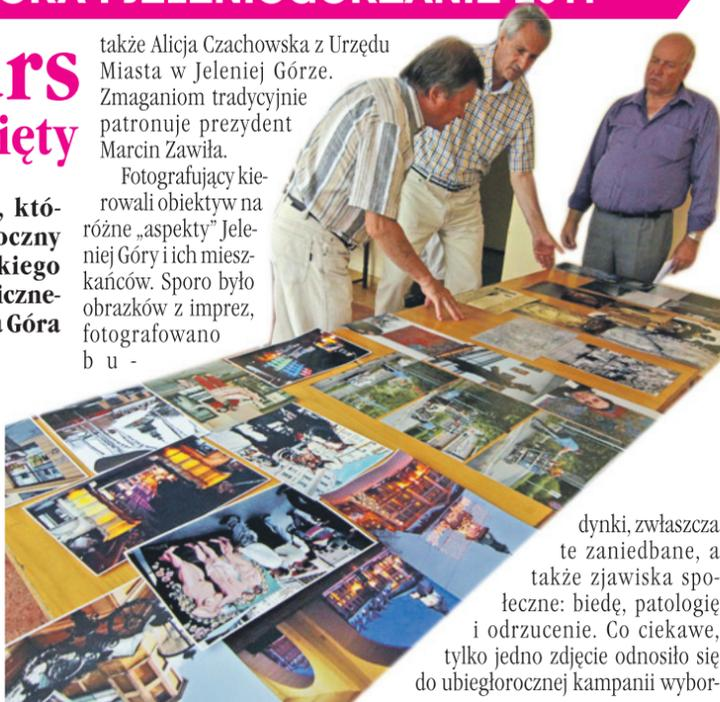 JELENIOGÓRZANIE 2011
rs
ięty
, któ-
oczny
kiego
iczne-
Góra
także Alicja Czachowska z Urzędu
Miasta w Jeleniej Górze.
Zmaganiom tradycyjnie
patronuje prezydent
Marcin Zawiła.
Fotografujący kie-
rowali obiektyw na
różne „aspekty” Jele-
niej Góry i ich miesz-
kańców. Sporo było
obrazków z imprez,
fotografowano
bu-
dynki, zwłaszcza
te zaniedbane, a
także zjawiska spo-
łeczne: biedę, patologię
i odrzucenie. Co ciekawe,
tylko jedno zdjęcie odnosiło się
do ubiegłorocznej kampanii wybor-